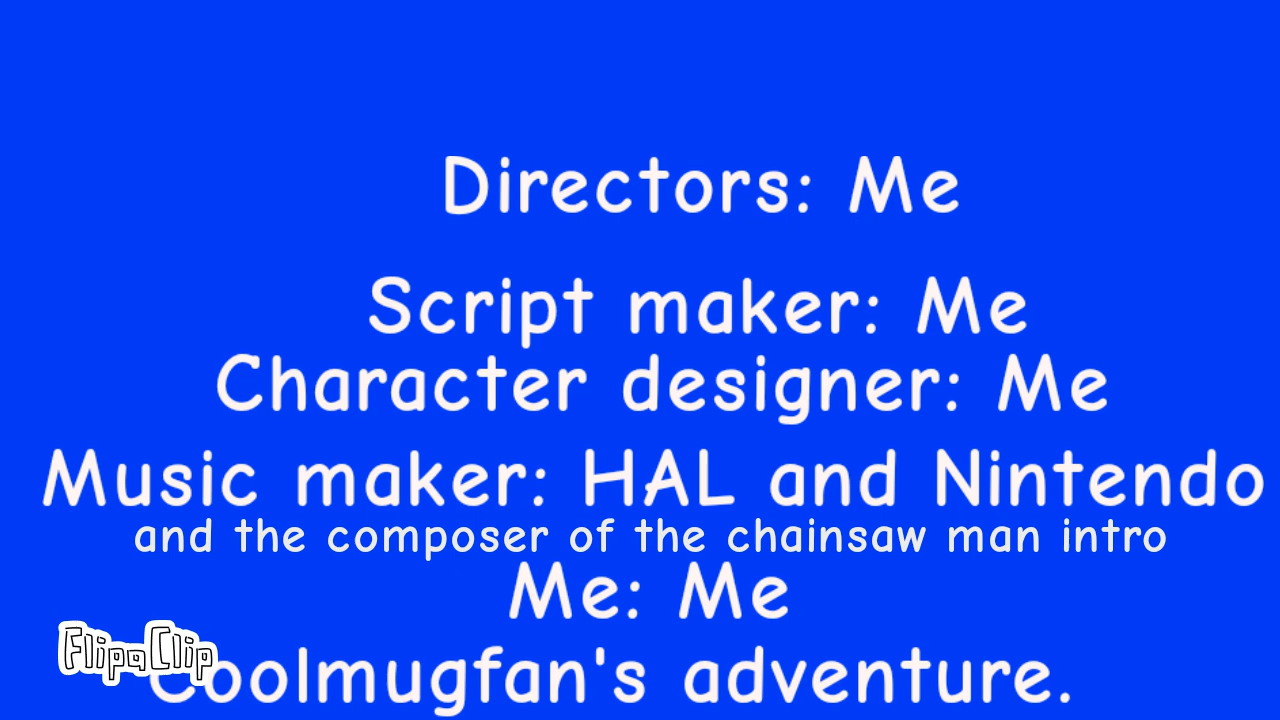 Directors: Me
Script maker: Me
Character designer: Me
Music maker: HAL and Nintendo
and the composer of the chainsaw man intro
Me: Me
FlipaClip
Coolmugfan's adventure.